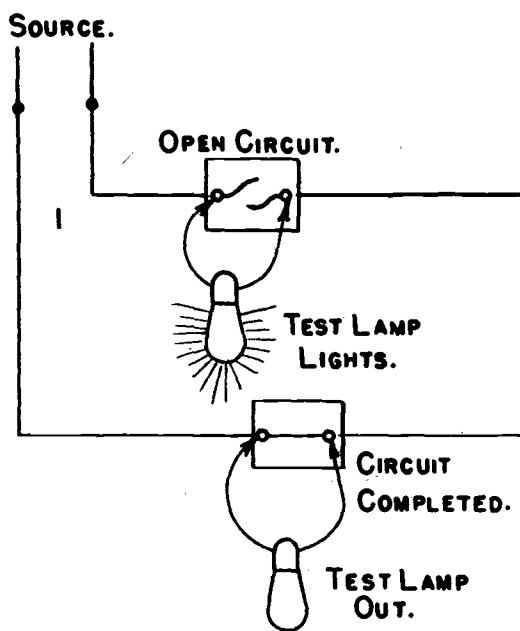 SOURCE.
OPEN CIRCUIT.
1
TEST LAMP
LIGHTS.
CIRCUIT
COMPLETED.
TEST LAMP
OUT.